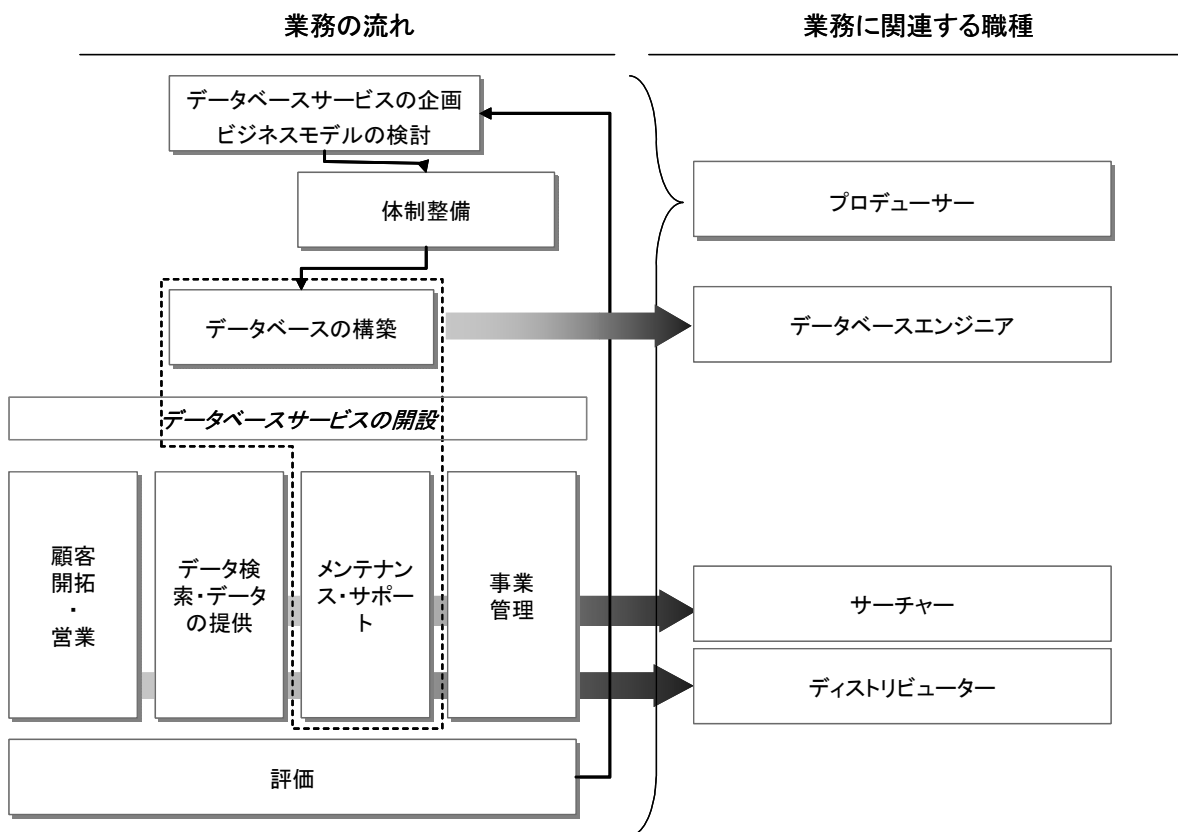 業務の流れ
業務に関連する職種
データベースサービスの企画
ビジネスモデルの検討
体制整備
プロデューサー
データベースの構築
データベースエンジニア
データベースサービスの開設
顧客
開拓
・
営業
データ検
索・データ
の提供
メンテナン
ス・サポー
ト
事業
管理
サーチャー
ディストリビューター
評価